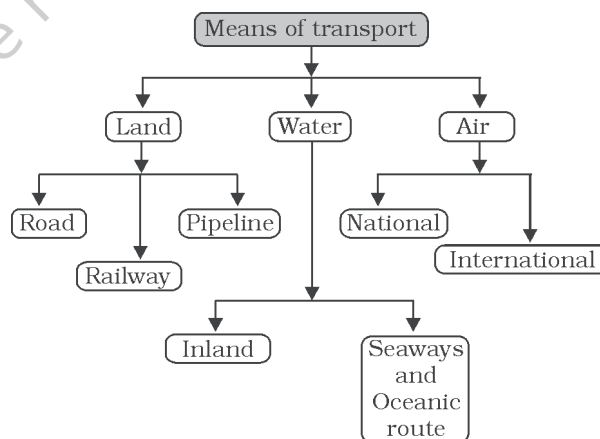 Means of transport
Land
Water
Air
Road
Pipeline
National
Railway
International
Inland
Seaways
and
Oceanic
route